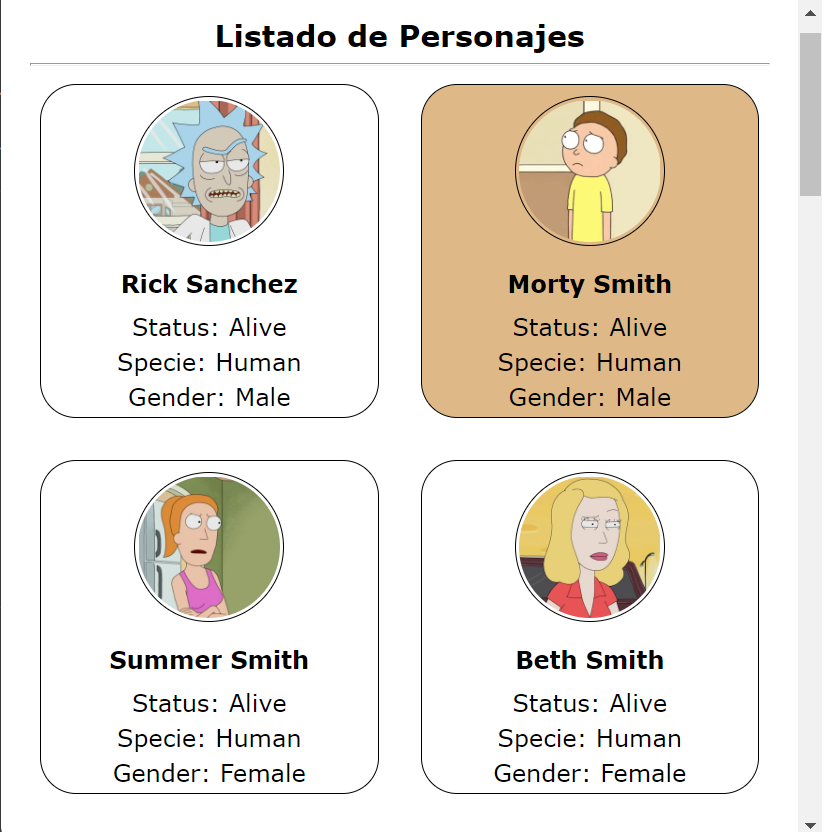 Listado de Personajes
Rick Sanchez
Status: Alive
Specie: Human
Gender: Male
Morty Smith
Status: Alive
Specie: Human
Gender: Male
Summer Smith
Status: Alive
Specie: Human
Gender: Female
Beth Smith
Status: Alive
Specie: Human
Gender: Female